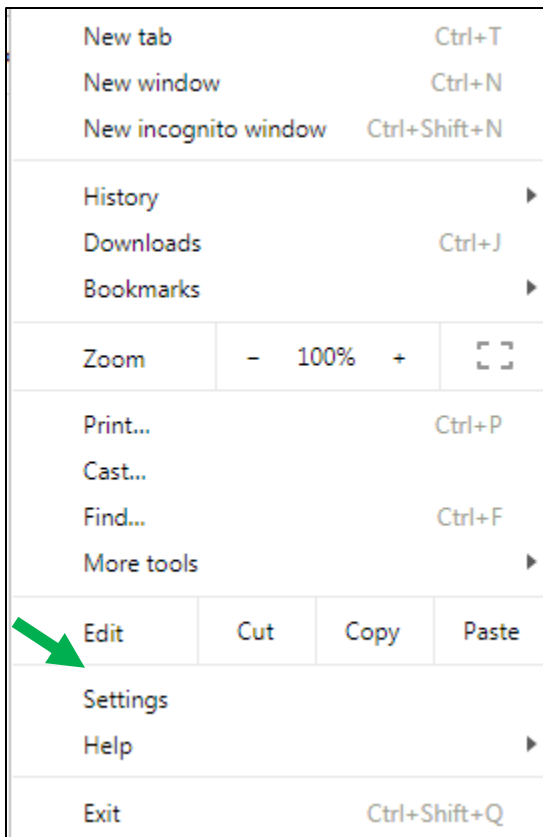 New tab Ctrl+T
New window Ctrl+N
New incognito window Ctrl+Shift+N
History
Downloads Ctrl+J
Bookmarks
Zoom - 100% +
Print... Ctrl+P
Cast...
Find... Ctrl+F
More tools
Edit Cut Copy Paste
Settings
Help
Exit Ctrl+Shift+Q